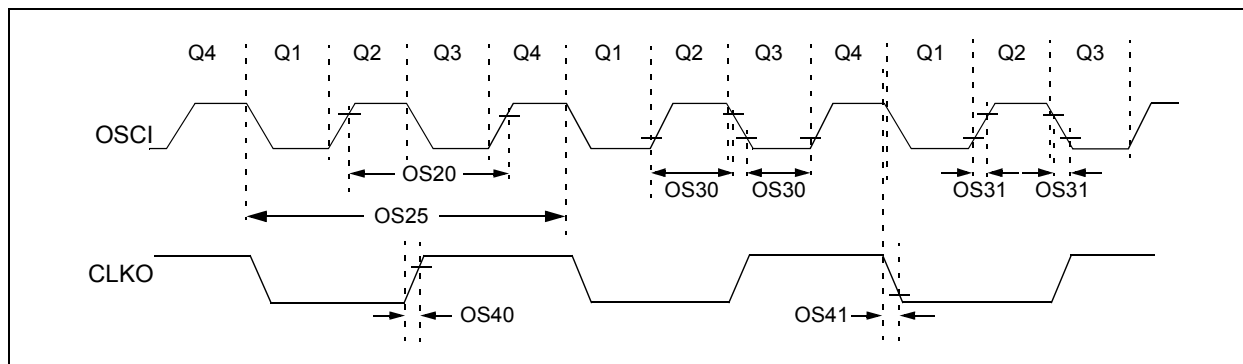 Q4 Q1 Q2 Q3 Q4 Q1 Q2 Q3 Q4 Q1 Q2 Q3
OSCI
OS20
OS30 OS30
OS31 OS31
OS25
CLKO
OS40
OS41